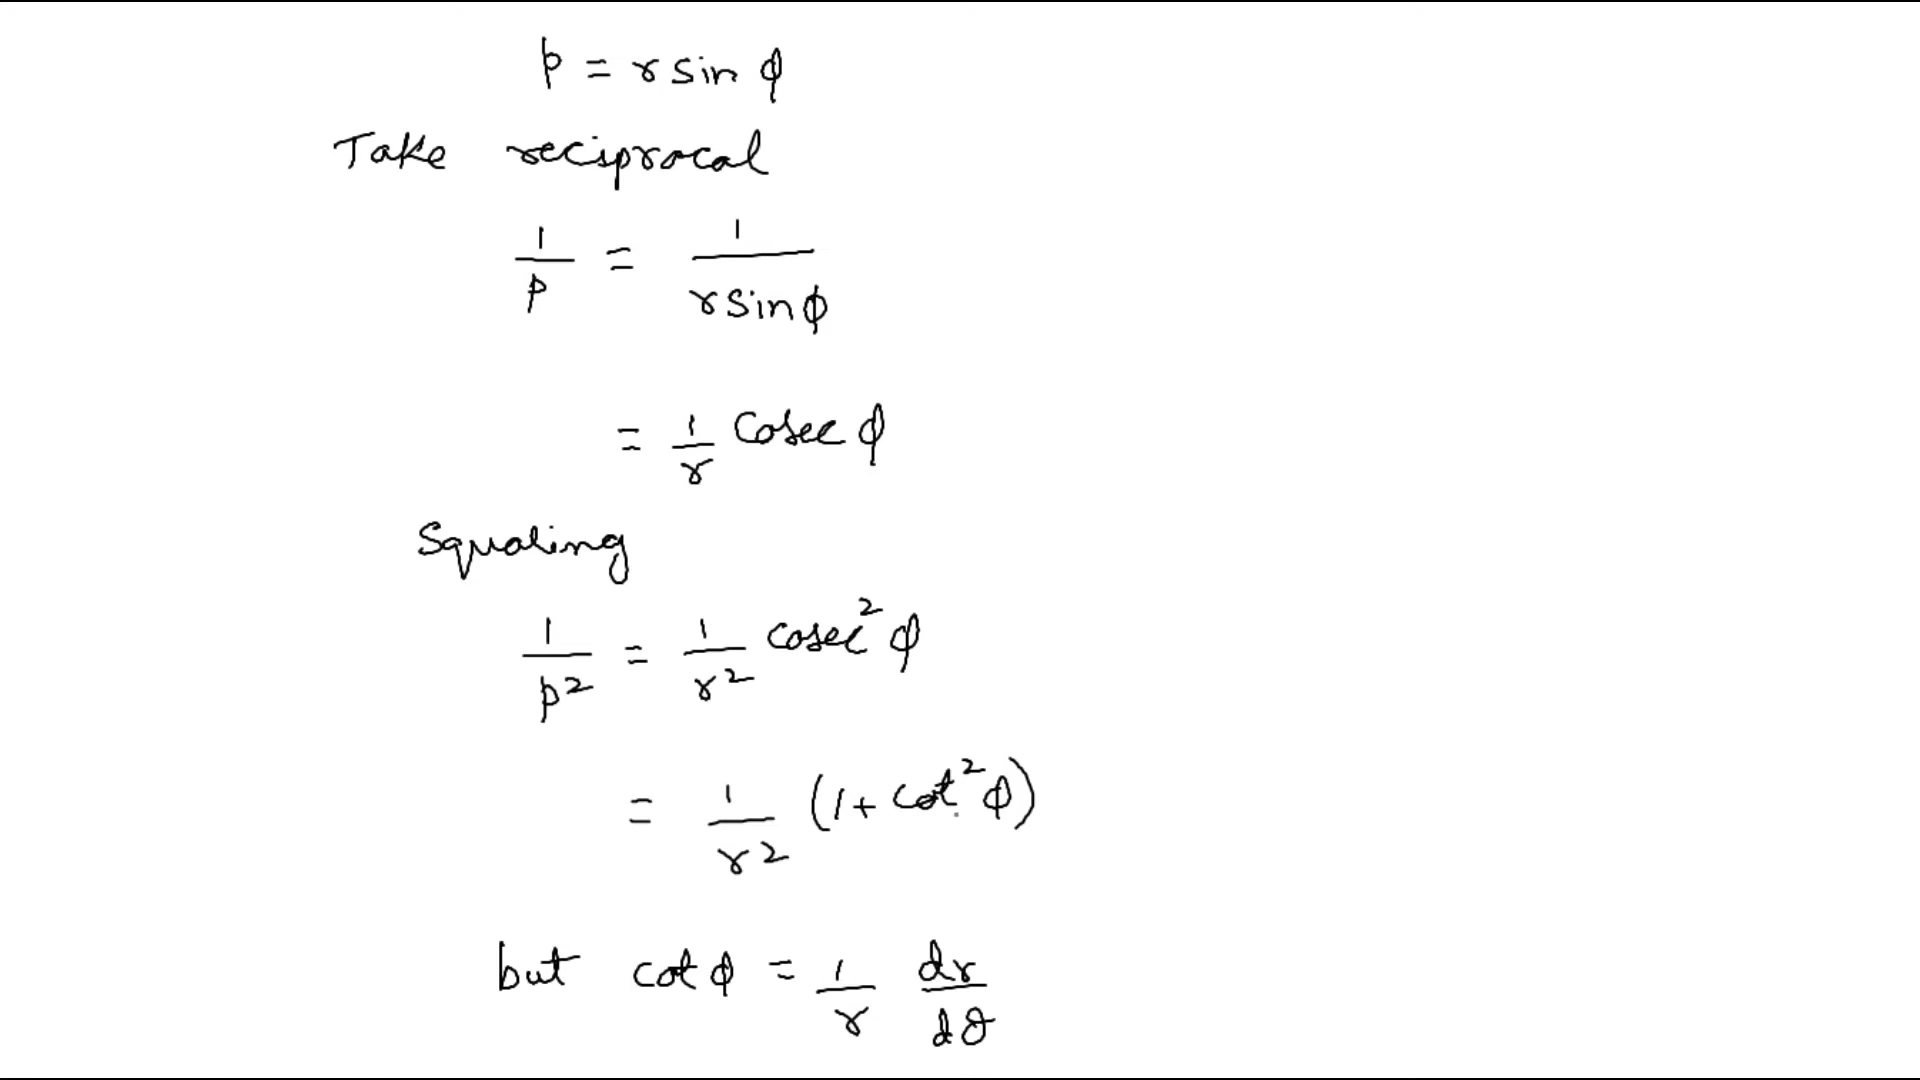 p = r sin ϕ
Take reciprocal
1/p = 1/(r sin ϕ)
= 1/r cosec ϕ
Squaring
1/p² = 1/r² cosec² ϕ
= 1/r² (1 + cot² ϕ)
but cot ϕ = 1/r dr/dθ